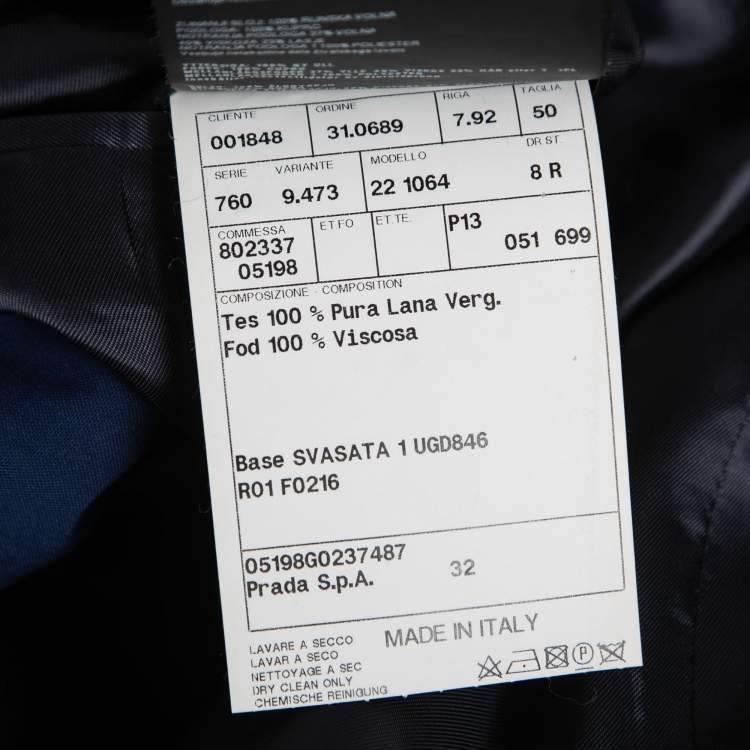 CLIENTE ORDINE RIGA TAGLIA
001848 31.0689 7.92 50
SERIE VARIANTE MODELLO DR ST.
760 9.473 22 1064 8 R
COMMESSA ET.FO ET.TE. P13
802337
05198 051 699
COMPOSIZIONE - COMPOSITION
Tes 100 % Pura Lana Verg.
Fod 100 % Viscosa
Base SVASATA 1 UGD846
R01 F0216
05198G0237487
Prada S.p.A. 32
LAVARE A SECCO MADE IN ITALY
LAVAR A SECO
NETTOYAGE A SEC
DRY CLEAN ONLY
CHEMISCHE REINIGUNG
P